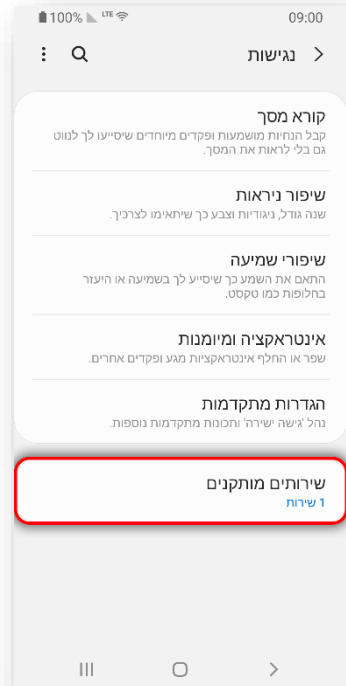 100% LTE 09:00
נגישות
קורא מסך
קבל הנחיות מושמעות ופקדים מיוחדים שיסייעו לך לנווט
גם בלי לראות את המסך.
שיפור ניראות
שנה גודל, ניגודיות וצבע כך שיתאימו לצרכיך.
שיפורי שמיעה
התאם את השמע כך שיסייע לך בשמיעה או היעזר
בחלופות כמו טקסט.
אינטראקציה ומיומנות
שפר או החלף אינטראקציות מגע ופקדים אחרים.
הגדרות מתקדמות
נהל 'גישה ישירה' ותכונות מתקדמות נוספות.
שירותים מותקנים
1 שירות